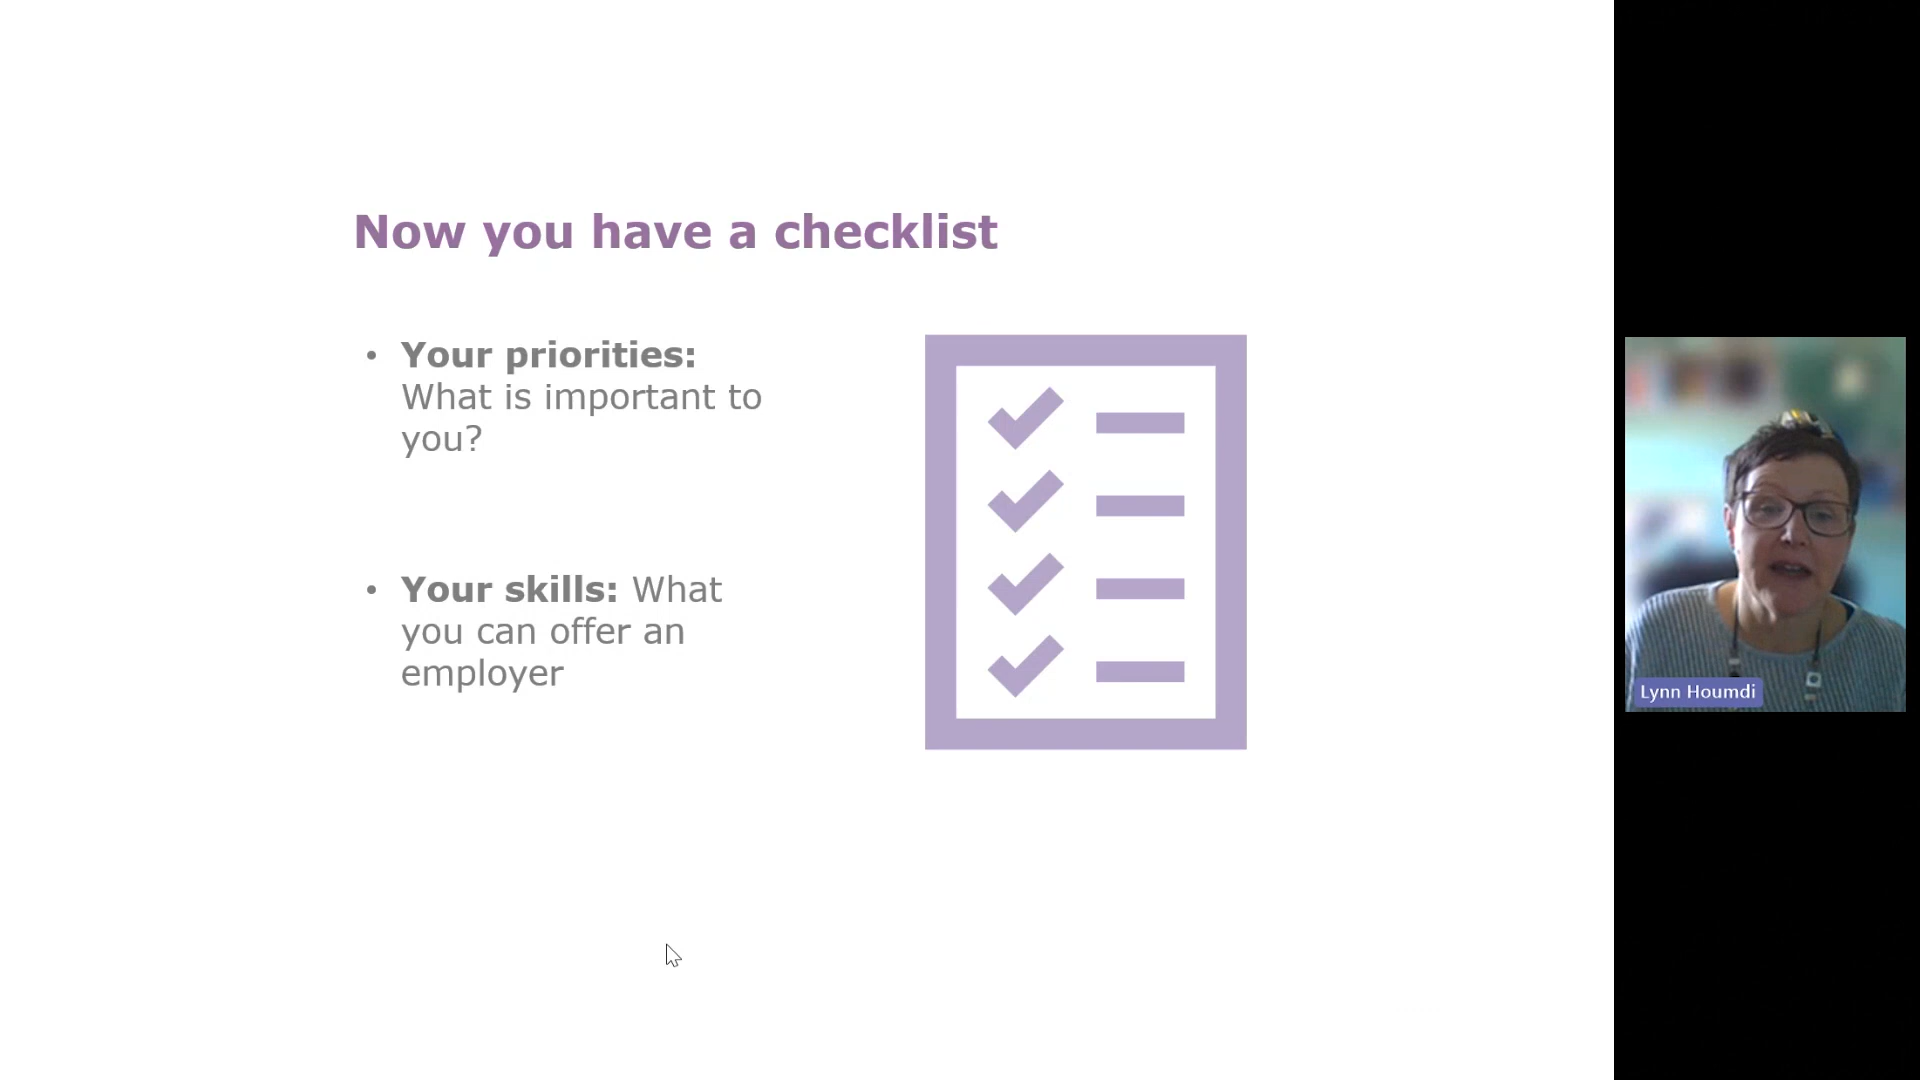 Now you have a checklist
• Your priorities:
What is important to
you?
• Your skills: What
you can offer an
employer
Lynn Houmdi